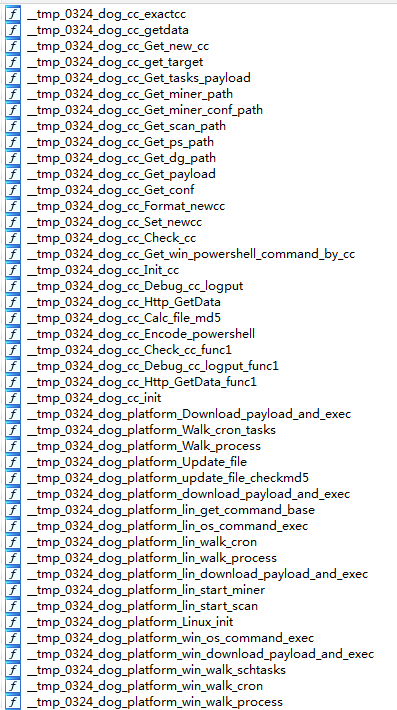 __tmp_0324_dog_cc_exactcc
__tmp_0324_dog_cc_getdata
__tmp_0324_dog_cc_Get_new_cc
__tmp_0324_dog_cc_get_target
__tmp_0324_dog_cc_Get_tasks_payload
__tmp_0324_dog_cc_Get_miner_path
__tmp_0324_dog_cc_Get_miner_conf_path
__tmp_0324_dog_cc_Get_scan_path
__tmp_0324_dog_cc_Get_ps_path
__tmp_0324_dog_cc_Get_dg_path
__tmp_0324_dog_cc_Get_payload
__tmp_0324_dog_cc_Get_conf
__tmp_0324_dog_cc_Format_newcc
__tmp_0324_dog_cc_Set_newcc
__tmp_0324_dog_cc_Check_cc
__tmp_0324_dog_cc_Get_win_powershell_command_by_cc
__tmp_0324_dog_cc_Init_cc
__tmp_0324_dog_cc_Debug_cc_logput
__tmp_0324_dog_cc_Http_GetData
__tmp_0324_dog_cc_Calc_file_md5
__tmp_0324_dog_cc_Encode_powershell
__tmp_0324_dog_cc_Check_cc_func1
__tmp_0324_dog_cc_Debug_cc_logput_func1
__tmp_0324_dog_cc_Http_GetData_func1
__tmp_0324_dog_cc_init
__tmp_0324_dog_platform_Download_payload_and_exec
__tmp_0324_dog_platform_Walk_cron_tasks
__tmp_0324_dog_platform_Walk_process
__tmp_0324_dog_platform_Update_file
__tmp_0324_dog_platform_update_file_checkmd5
__tmp_0324_dog_platform_download_payload_and_exec
__tmp_0324_dog_platform_lin_get_command_base
__tmp_0324_dog_platform_lin_os_command_exec
__tmp_0324_dog_platform_lin_walk_cron
__tmp_0324_dog_platform_lin_walk_process
__tmp_0324_dog_platform_lin_download_payload_and_exec
__tmp_0324_dog_platform_lin_start_miner
__tmp_0324_dog_platform_lin_start_scan
__tmp_0324_dog_platform_Linux_init
__tmp_0324_dog_platform_win_os_command_exec
__tmp_0324_dog_platform_win_download_payload_and_exec
__tmp_0324_dog_platform_win_walk_schtasks
__tmp_0324_dog_platform_win_walk_cron
__tmp_0324_dog_platform_win_walk_process